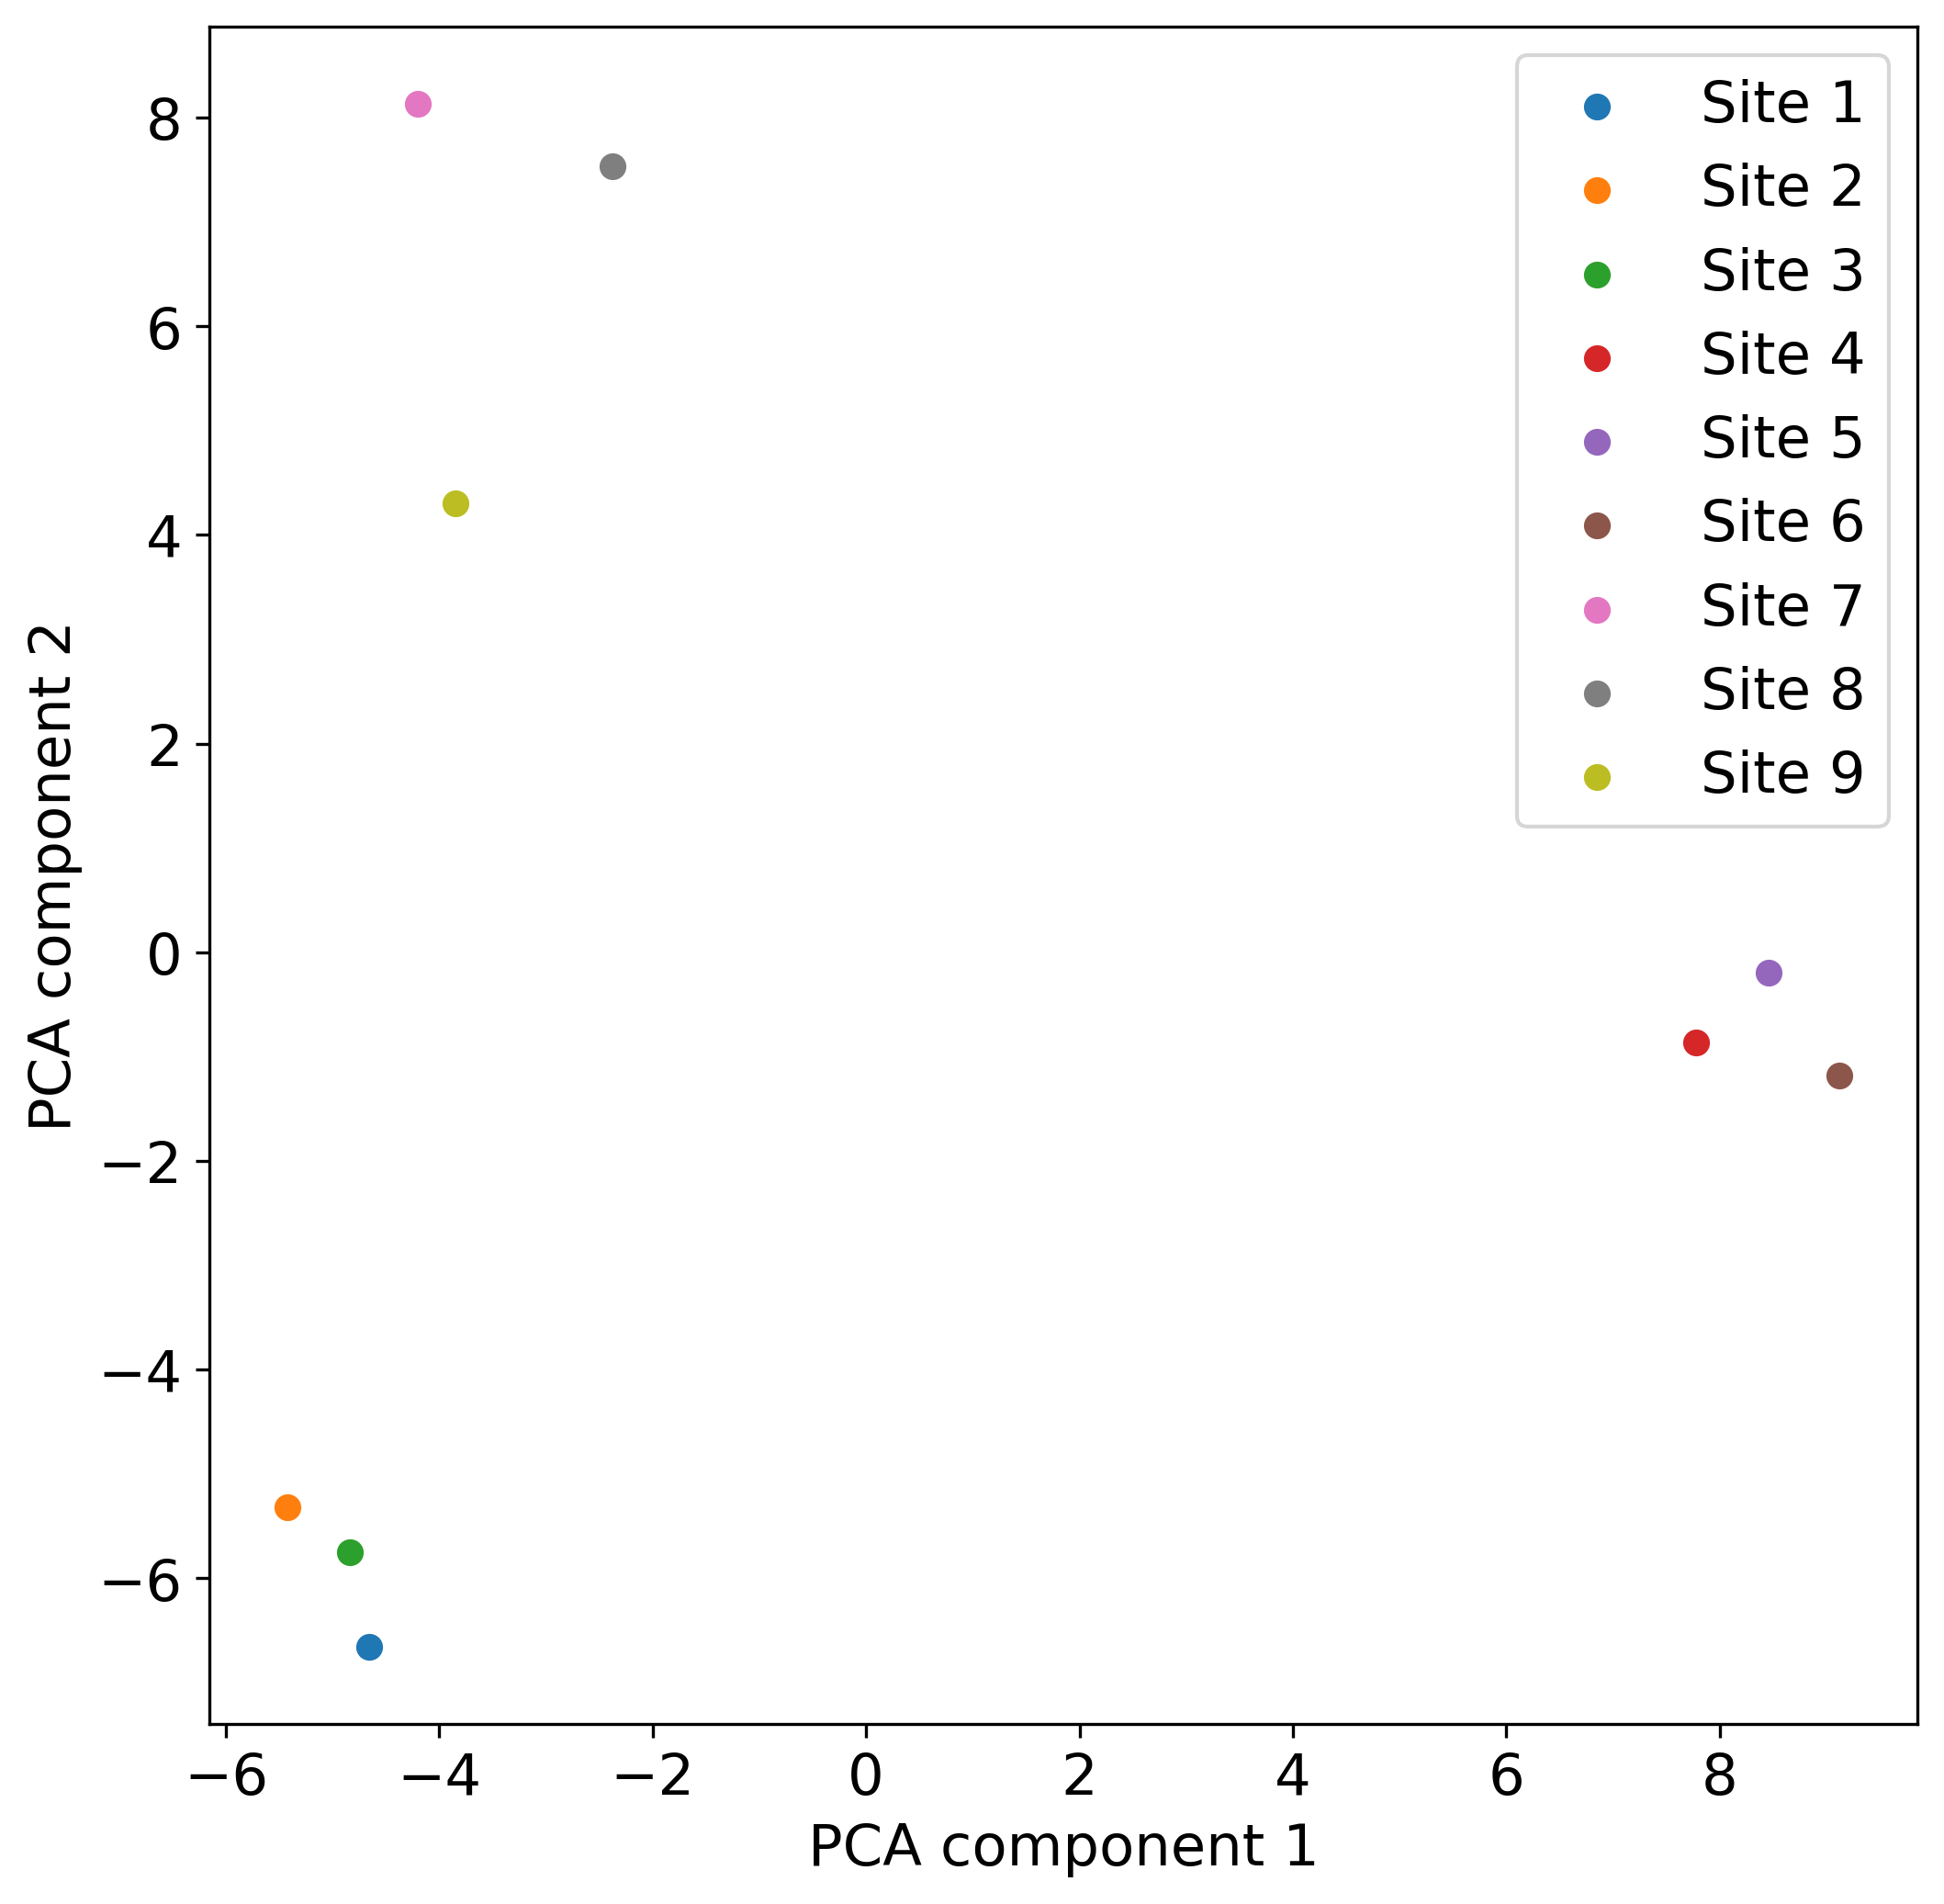 8
6
4
2
0
−2
−4
−6
PCA component 2
Site 1
Site 2
Site 3
Site 4
Site 5
Site 6
Site 7
Site 8
Site 9
−6 −4 −2 0 2 4 6 8
PCA component 1